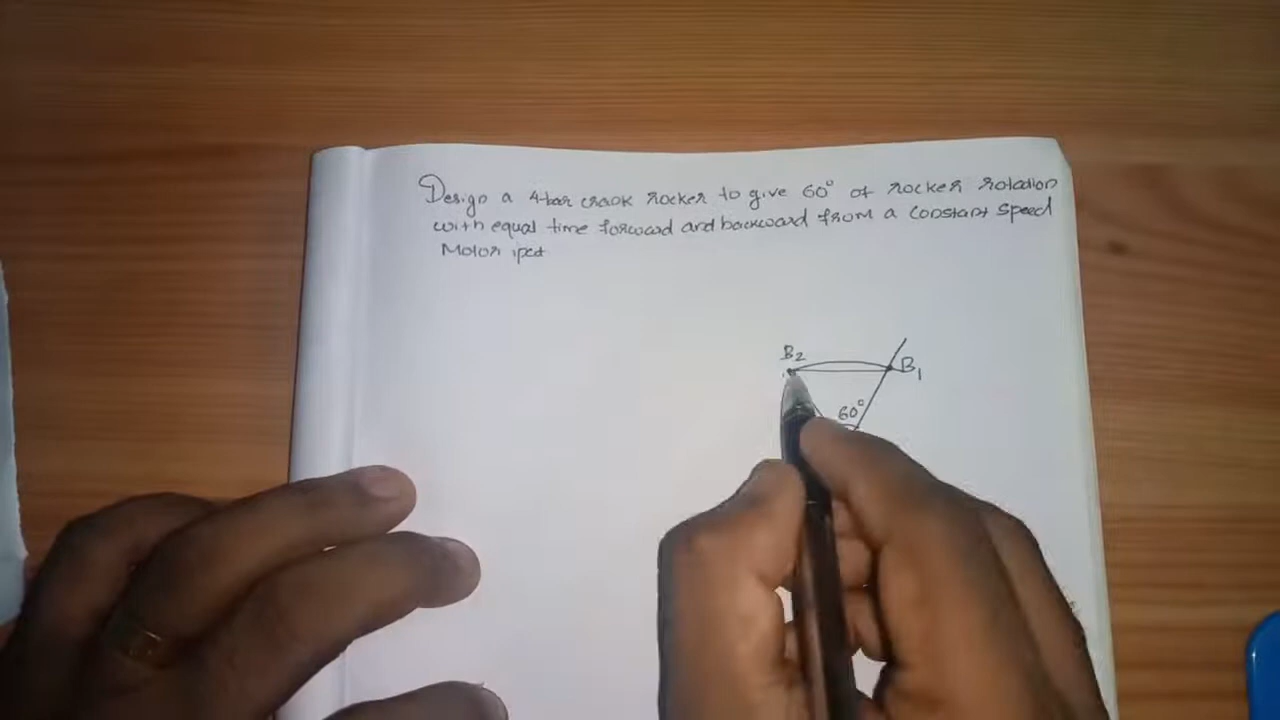 Design a 4-bar crank rocker to give 60° of rocker rotation
with equal time forward and backward from a constant speed
Motor ipet
B2
B1
60°